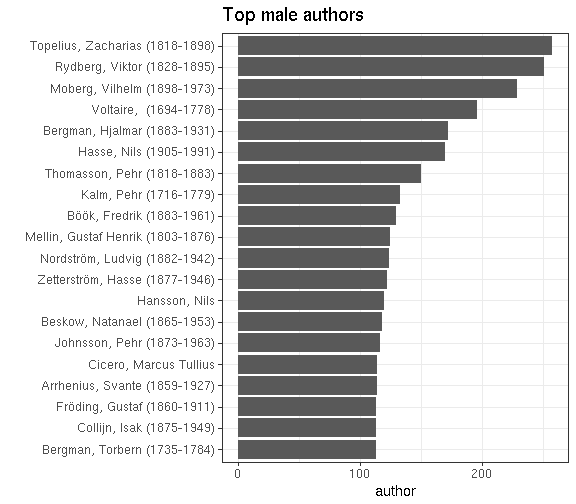 Top male authors
Topelius, Zacharias (1818-1898)
Rydberg, Viktor (1828-1895)
Moberg, Vilhelm (1898-1973)
Voltaire,  (1694-1778)
Bergman, Hjalmar (1883-1931)
Hasse, Nils (1905-1991)
Thomasson, Pehr (1818-1883)
Kalm, Pehr (1716-1779)
Böök, Fredrik (1883-1961)
Mellin, Gustaf Henrik (1803-1876)
Nordström, Ludvig (1882-1942)
Zetterström, Hasse (1877-1946)
Hansson, Nils
Beskow, Natanael (1865-1953)
Johnsson, Pehr (1873-1963)
Cicero, Marcus Tullius
Arrhenius, Svante (1859-1927)
Fröding, Gustaf (1860-1911)
Collijn, Isak (1875-1949)
Bergman, Torbern (1735-1784)
0 100 200
author